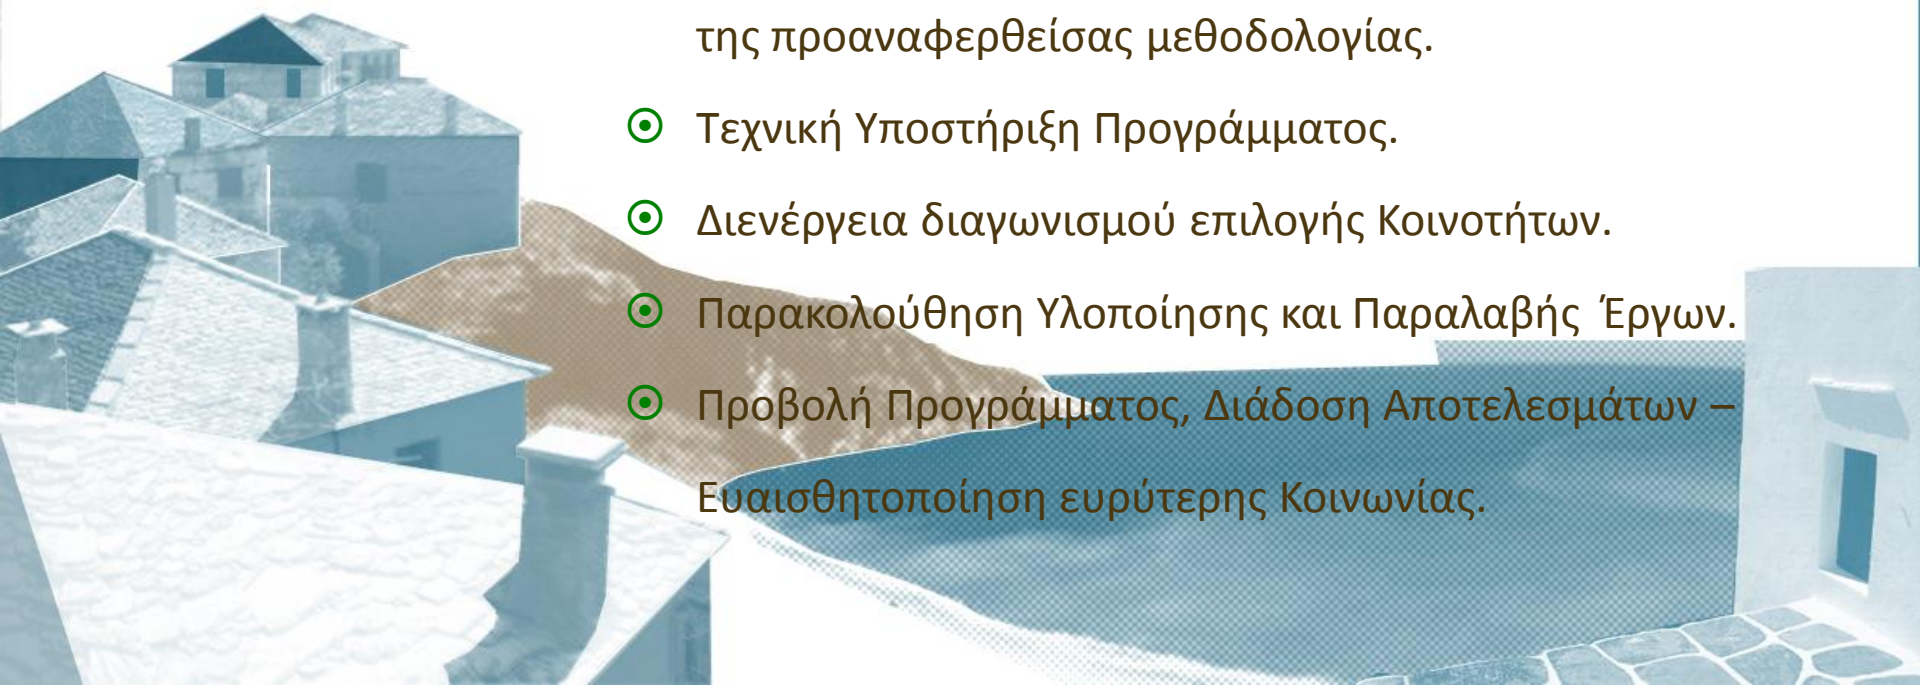 της προαναφερθείσας μεθοδολογίας.
Τεχνική Υποστήριξη Προγράμματος.
Διενέργεια διαγωνισμού επιλογής Κοινοτήτων.
Παρακολούθηση Υλοποίησης και Παραλαβής Έργων.
Προβολή Προγράμματος, Διάδοση Αποτελεσμάτων –
Ευαισθητοποίηση ευρύτερης Κοινωνίας.